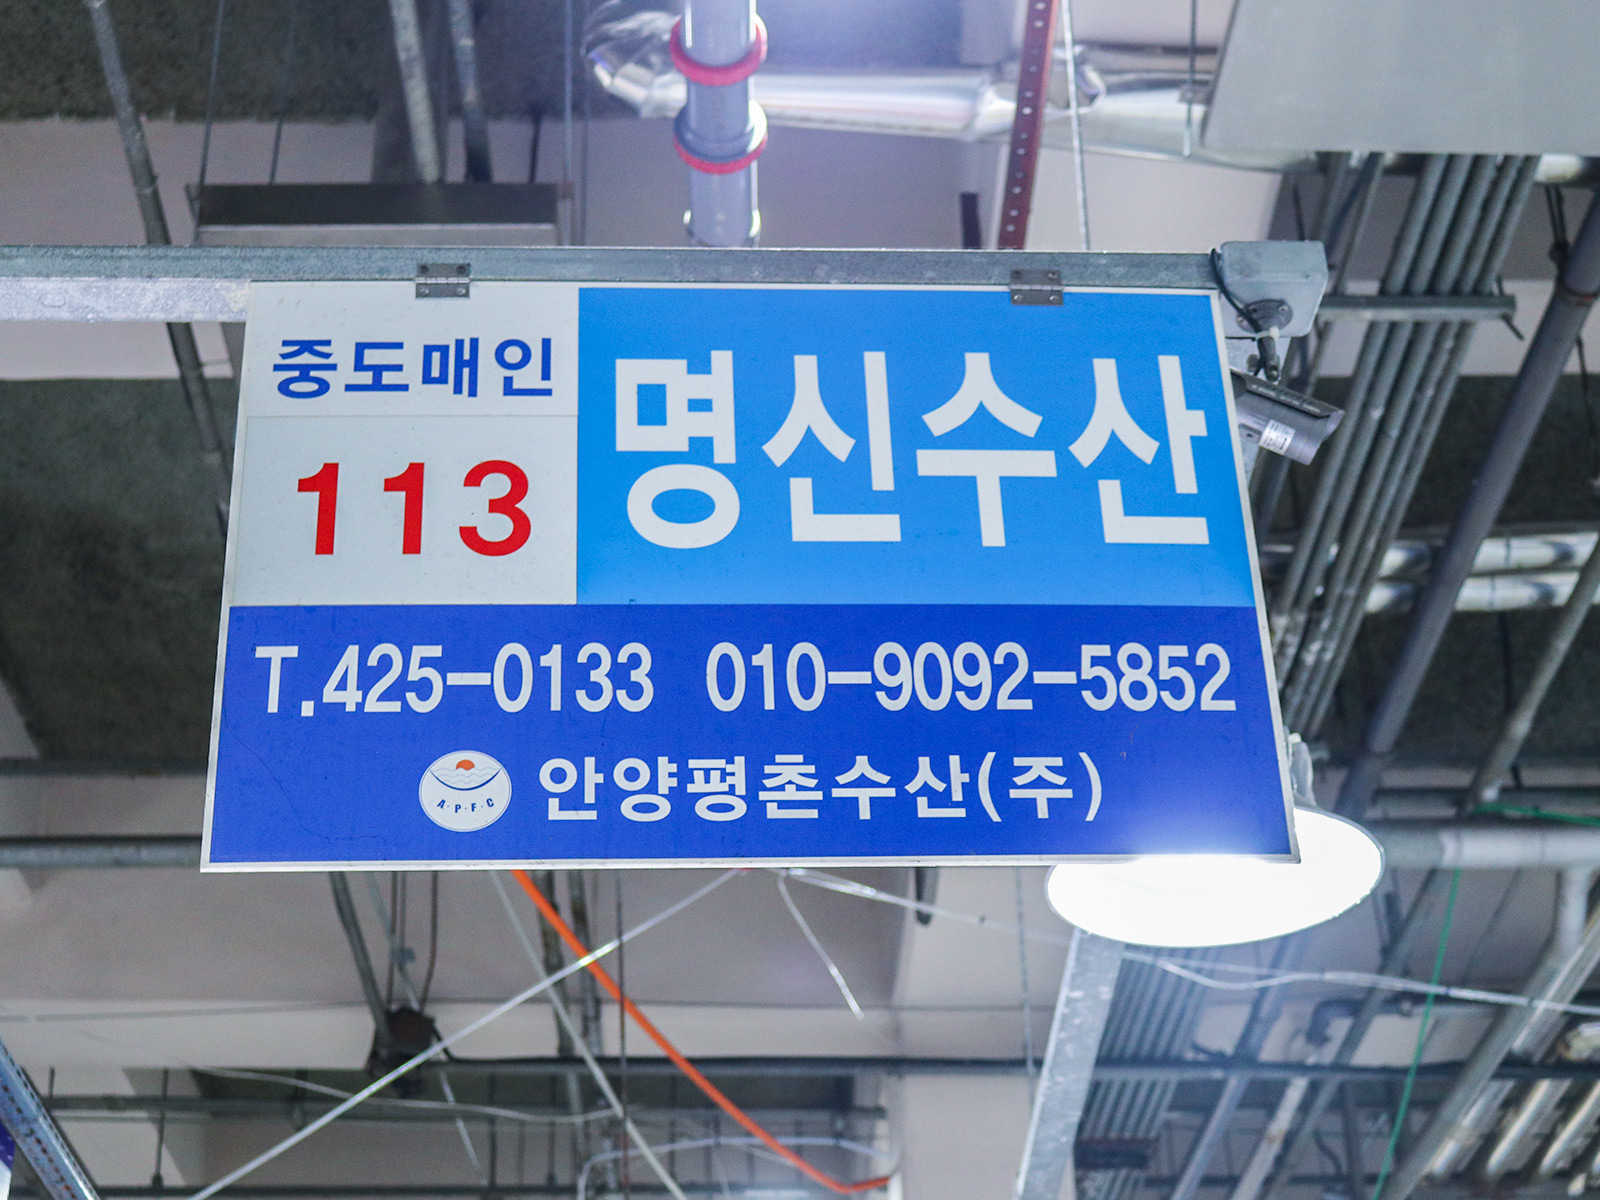 중도매인
113
명신수산
T.425-0133 010-9092-5852
A·P·F·C
안양평촌수산(주)